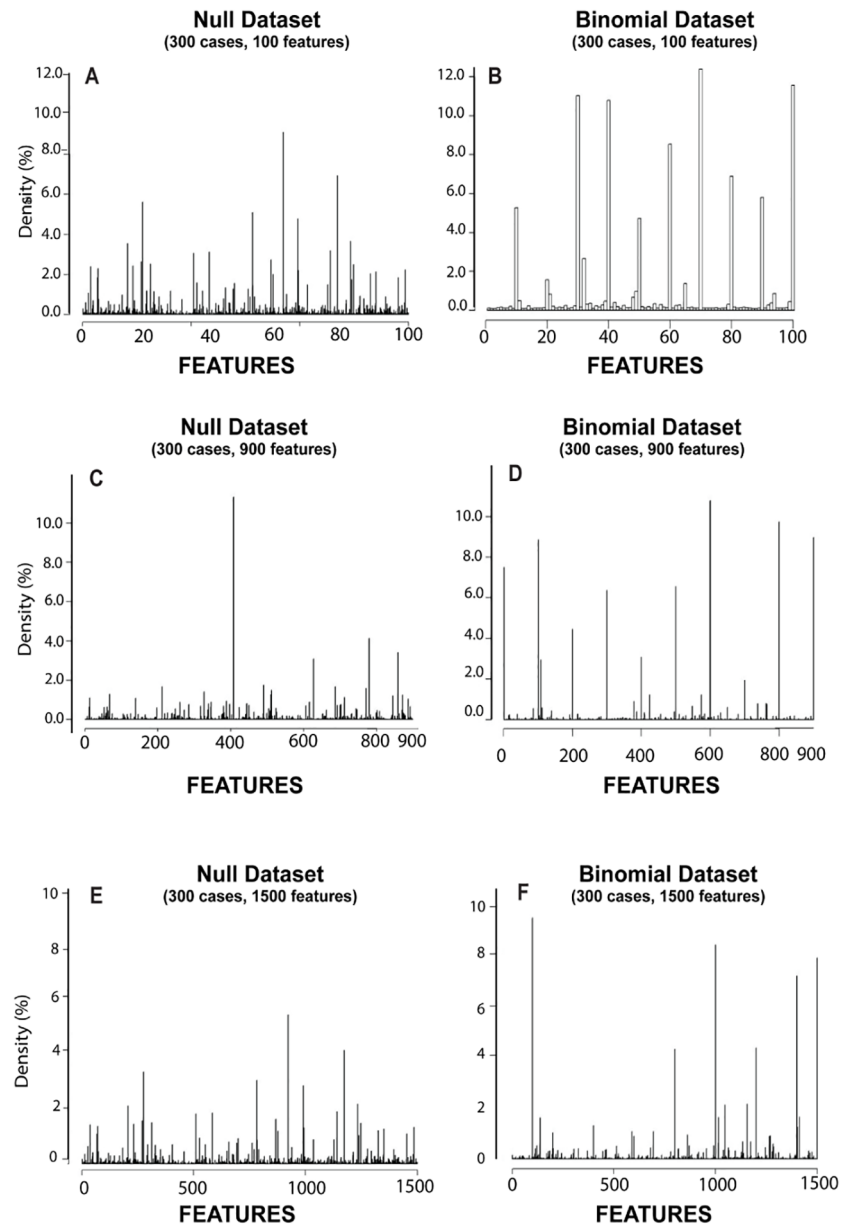 Null Dataset
(300 cases, 100 features)
A
12.0
10.0
8.0
6.0
4.0
2.0
0.0
Density (%)
0 20 40 60 80 100
FEATURES
Binomial Dataset
(300 cases, 100 features)
B
12.0
10.0
8.0
6.0
4.0
2.0
0.0
0 20 40 60 80 100
FEATURES
Null Dataset
(300 cases, 900 features)
C
10.0
8.0
6.0
4.0
2.0
0.0
Density (%)
0 200 400 600 800 900
FEATURES
Binomial Dataset
(300 cases, 900 features)
D
10.0
8.0
6.0
4.0
2.0
0.0
0 200 400 600 800 900
FEATURES
Null Dataset
(300 cases, 1500 features)
E
10
8
6
4
2
0
Density (%)
0 500 1000 1500
FEATURES
Binomial Dataset
(300 cases, 1500 features)
F
10
8
6
4
2
0
0 500 1000 1500
FEATURES